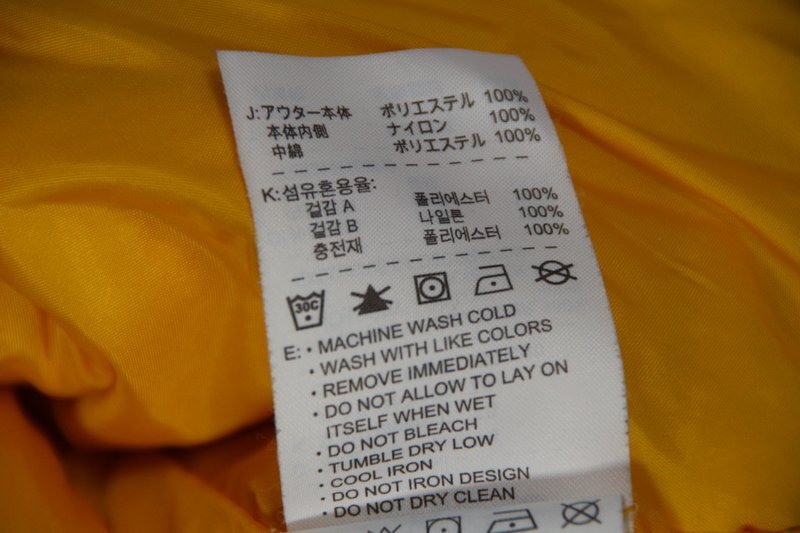 J:アウター本体 ポリエステル 100%
本体内側 ナイロン 100%
中綿 ポリエステル 100%
K:섬유혼용율:
겉감 A 폴리에스터 100%
겉감 B 나일론 100%
충전재 폴리에스터 100%
30C
E: • MACHINE WASH COLD
• WASH WITH LIKE COLORS
• REMOVE IMMEDIATELY
• DO NOT ALLOW TO LAY ON
ITSELF WHEN WET
• DO NOT BLEACH
• TUMBLE DRY LOW
• COOL IRON
• DO NOT IRON DESIGN
• DO NOT DRY CLEAN